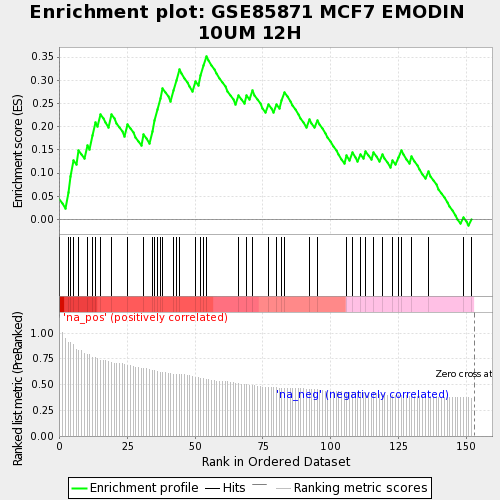 Enrichment plot: GSE85871 MCF7 EMODIN
10UM 12H
Enrichment score (ES)
0.35
0.30
0.25
0.20
0.15
0.10
0.05
0.00
'na_pos' (positively correlated)
Ranked list metric (PreRanked)
1.00
0.75
0.50
0.25
0.00
Zero cross at
'na_neg' (negatively correlated)
0
25
50
75
100
125
150
Rank in Ordered Dataset
Enrichment profile
Hits
Ranking metric scores